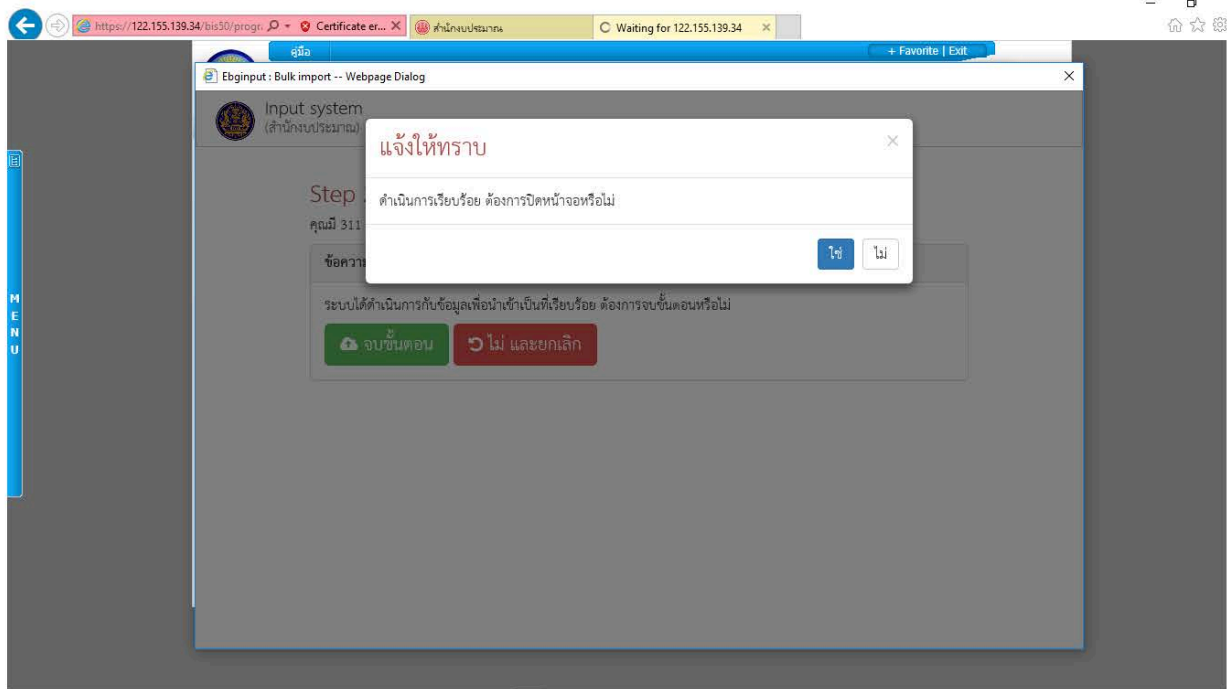 https://122.155.139.34/bis50/progr
Certificate er...
สำนักงบประมาณ
Waiting for 122.155.139.34
คู่มือ
+ Favorite | Exit
Ebginput : Bulk import -- Webpage Dialog
Input system
(สำนักงบประมาณ)
แจ้งให้ทราบ
ดำเนินการเรียบร้อย ต้องการปิดหน้าจอหรือไม่
ใช่
ไม่
Step
คุณมี 311
ข้อความ
ระบบได้ดำเนินการกับข้อมูลเพื่อนำเข้าเป็นที่เรียบร้อย ต้องการจบขั้นตอนหรือไม่
จบขั้นตอน
ไม่ และยกเลิก
MENU